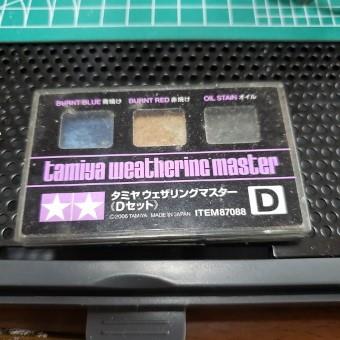 BURNT BLUE 青焼け BURNT RED 赤焼け OIL STAIN オイル
tamiya weathering master
タミヤ ウェザリングマスター
〈Dセット〉
©2006 TAMIYA MADE IN JAPAN ITEM87088
D